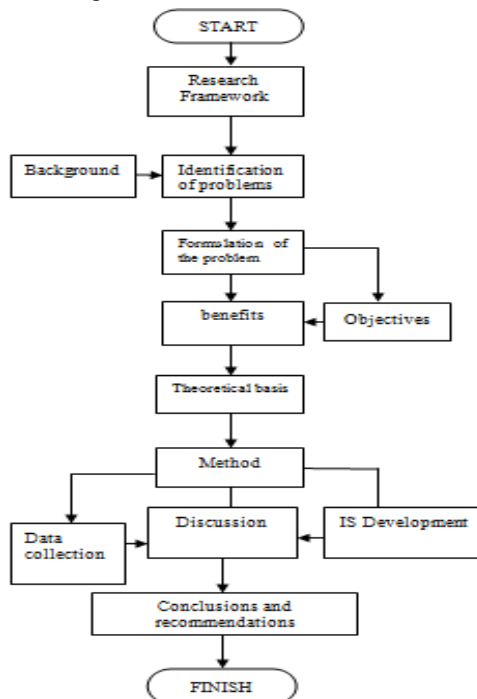 START
Research
Framework
Background
Identification
of problems
Formulation of
the problem
benefits
Objectives
Theoretical basis
Method
Data
collection
Discussion
IS Development
Conclusions and
recommendations
FINISH